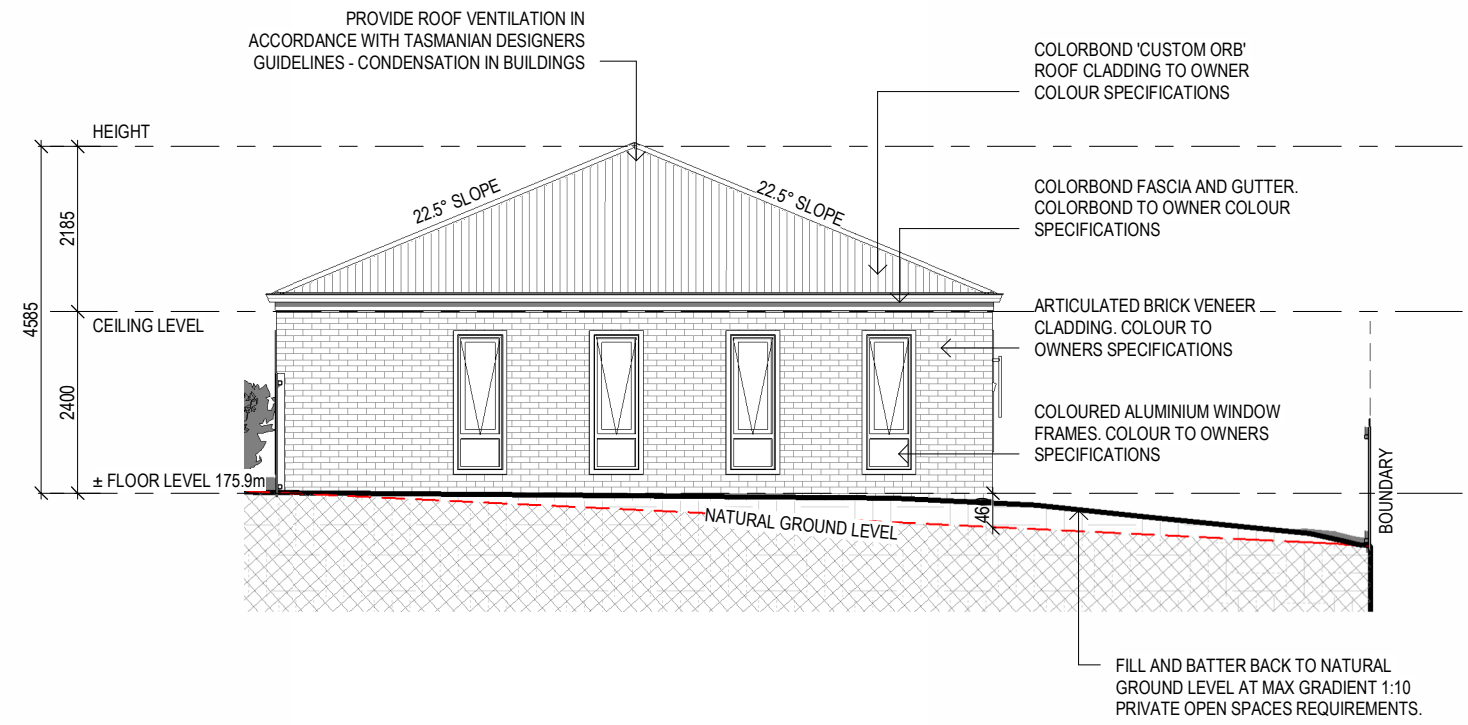 PROVIDE ROOF VENTILATION IN
ACCORDANCE WITH TASMANIAN DESIGNERS
GUIDELINES - CONDENSATION IN BUILDINGS
COLORBOND 'CUSTOM ORB'
ROOF CLADDING TO OWNER
COLOUR SPECIFICATIONS
HEIGHT
22.5° SLOPE
22.5° SLOPE
COLORBOND FASCIA AND GUTTER.
COLORBOND TO OWNER COLOUR
SPECIFICATIONS
2185
4585
CEILING LEVEL
ARTICULATED BRICK VENEER
CLADDING. COLOUR TO
OWNERS SPECIFICATIONS
2400
COLOURED ALUMINIUM WINDOW
FRAMES. COLOUR TO OWNERS
SPECIFICATIONS
± FLOOR LEVEL 175.9m
460
NATURAL GROUND LEVEL
BOUNDARY
FILL AND BATTER BACK TO NATURAL
GROUND LEVEL AT MAX GRADIENT 1:10
PRIVATE OPEN SPACES REQUIREMENTS.